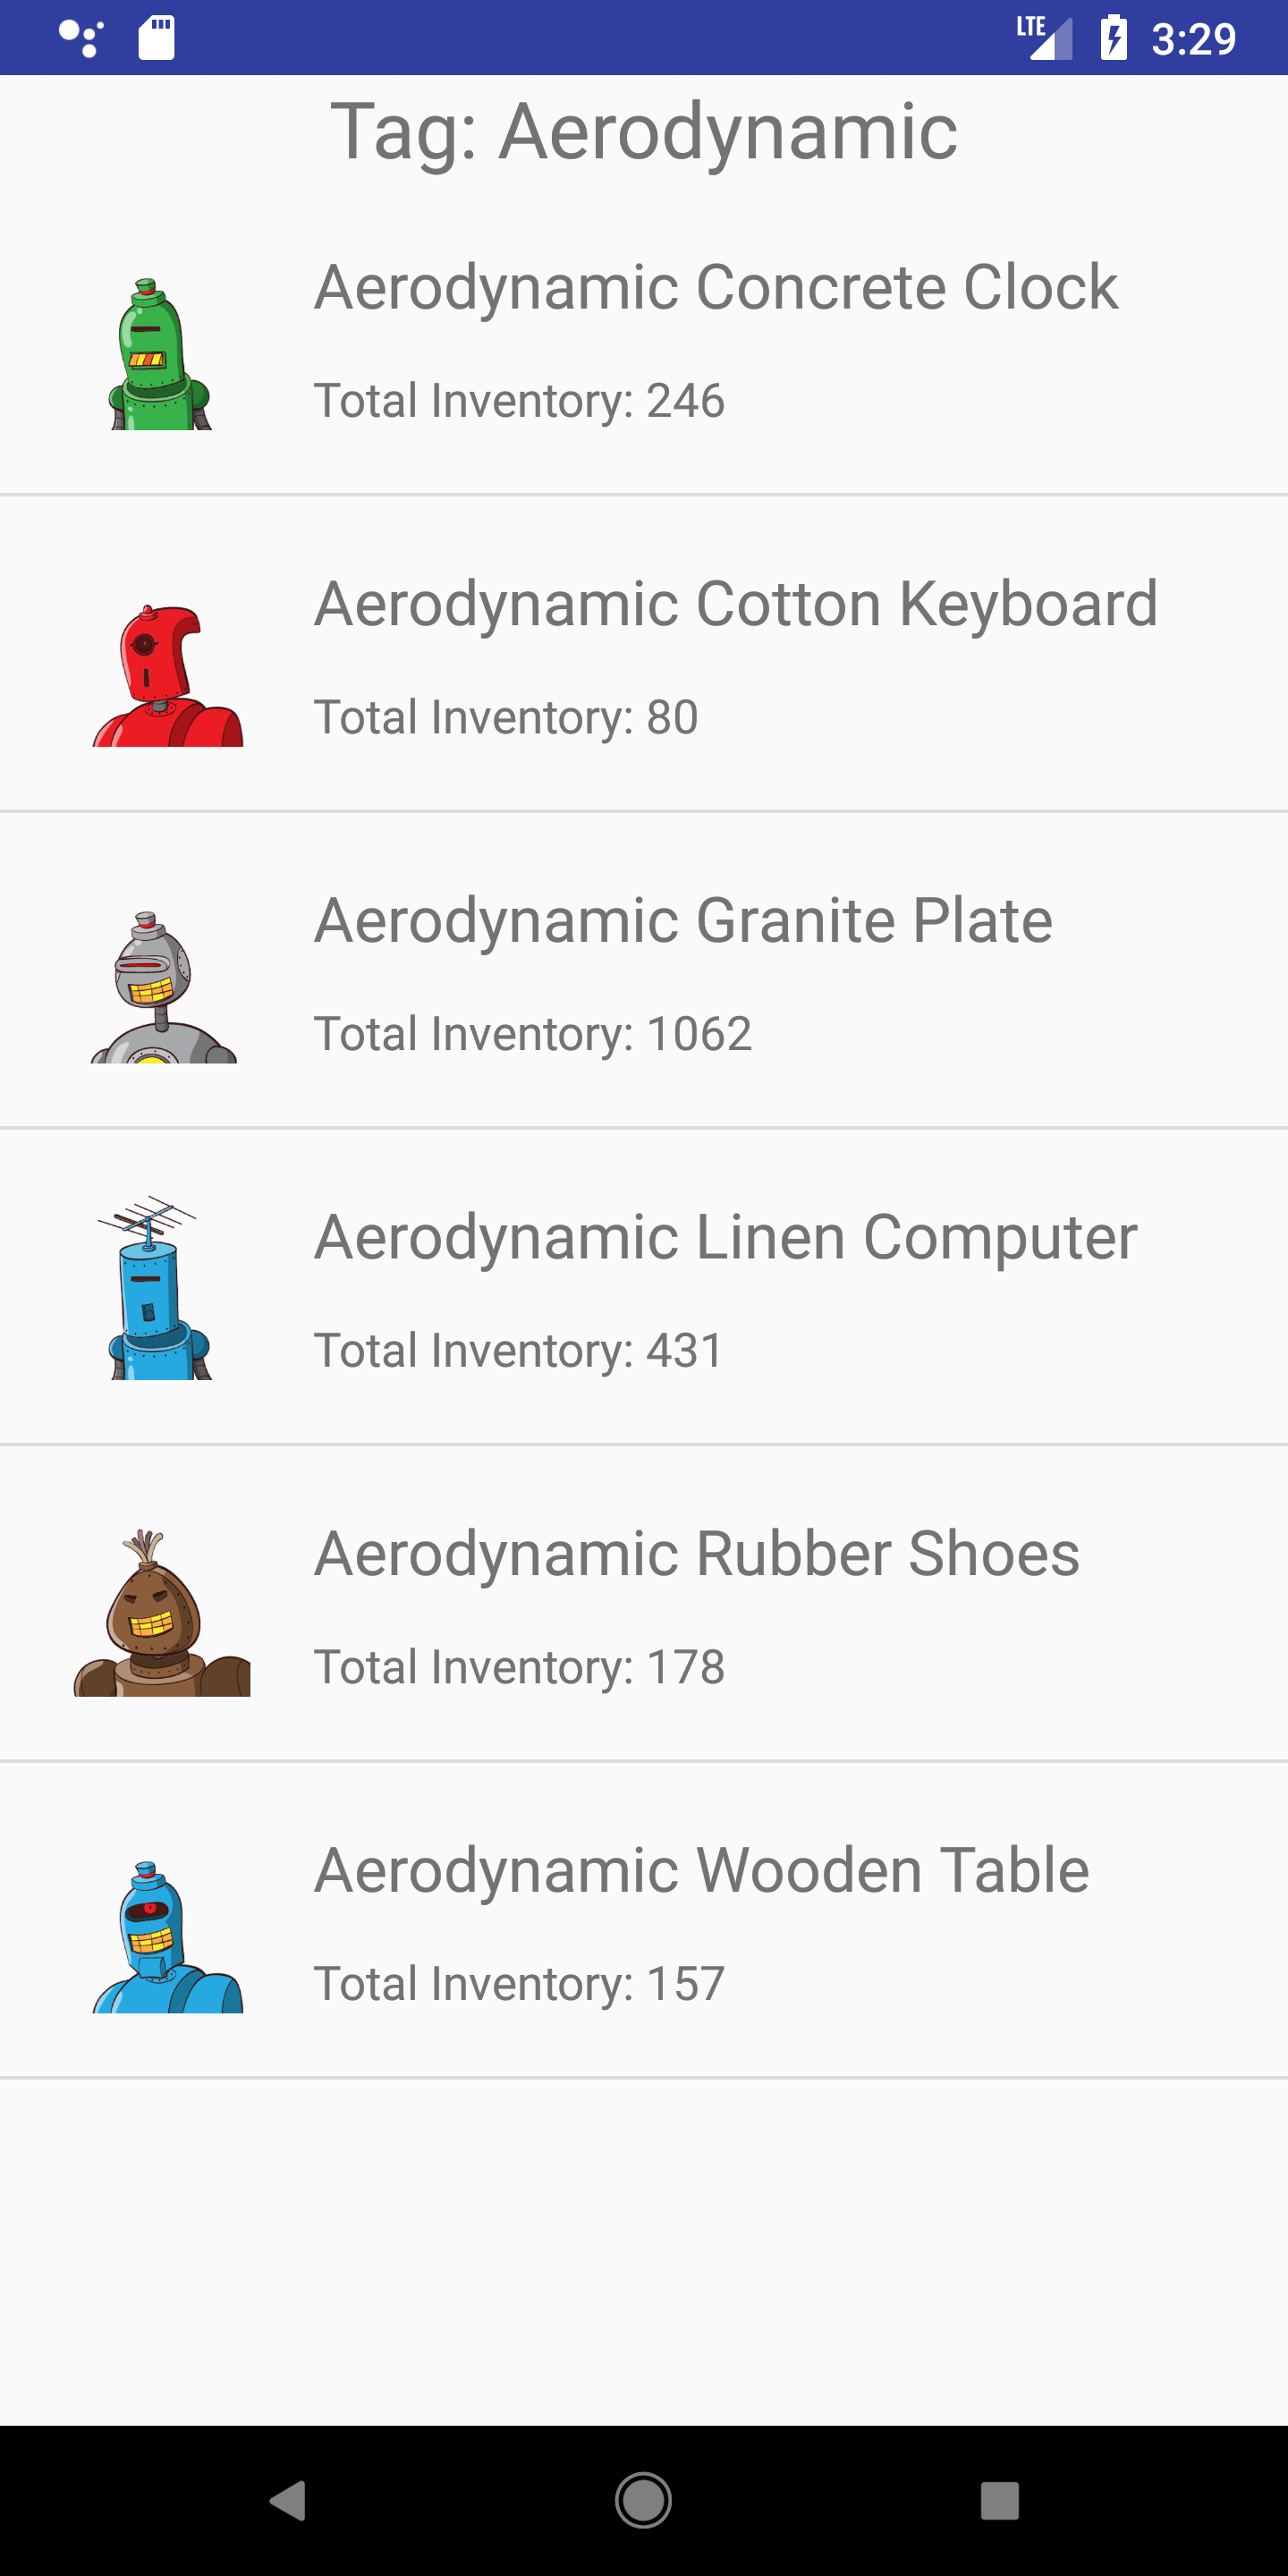 LTE 3:29
Tag: Aerodynamic
Aerodynamic Concrete Clock
Total Inventory: 246
Aerodynamic Cotton Keyboard
Total Inventory: 80
Aerodynamic Granite Plate
Total Inventory: 1062
Aerodynamic Linen Computer
Total Inventory: 431
Aerodynamic Rubber Shoes
Total Inventory: 178
Aerodynamic Wooden Table
Total Inventory: 157